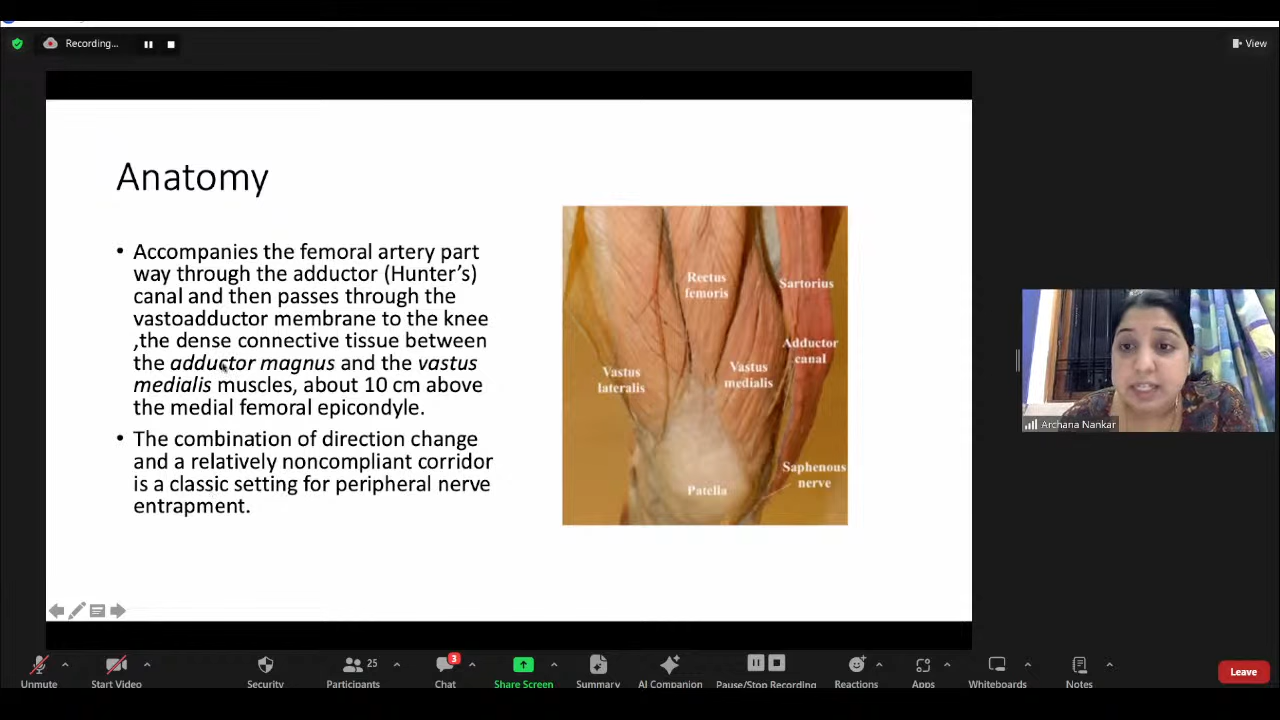 Recording...
View
Anatomy
• Accompanies the femoral artery part
way through the adductor (Hunter’s)
canal and then passes through the
vastoadductor membrane to the knee
,the dense connective tissue between
the adductor magnus and the vastus
medialis muscles, about 10 cm above
the medial femoral epicondyle.
• The combination of direction change
and a relatively noncompliant corridor
is a classic setting for peripheral nerve
entrapment.
Rectus
femoris
Sartorius
Adductor
canal
Vastus
lateralis
Vastus
medialis
Saphenous
nerve
Patella
Archana Nankar
25
3
Unmute
Start Video
Security
Participants
Chat
Share Screen
Summary
AI Companion
Pause/Stop Recording
Reactions
Apps
Whiteboards
Notes
Leave